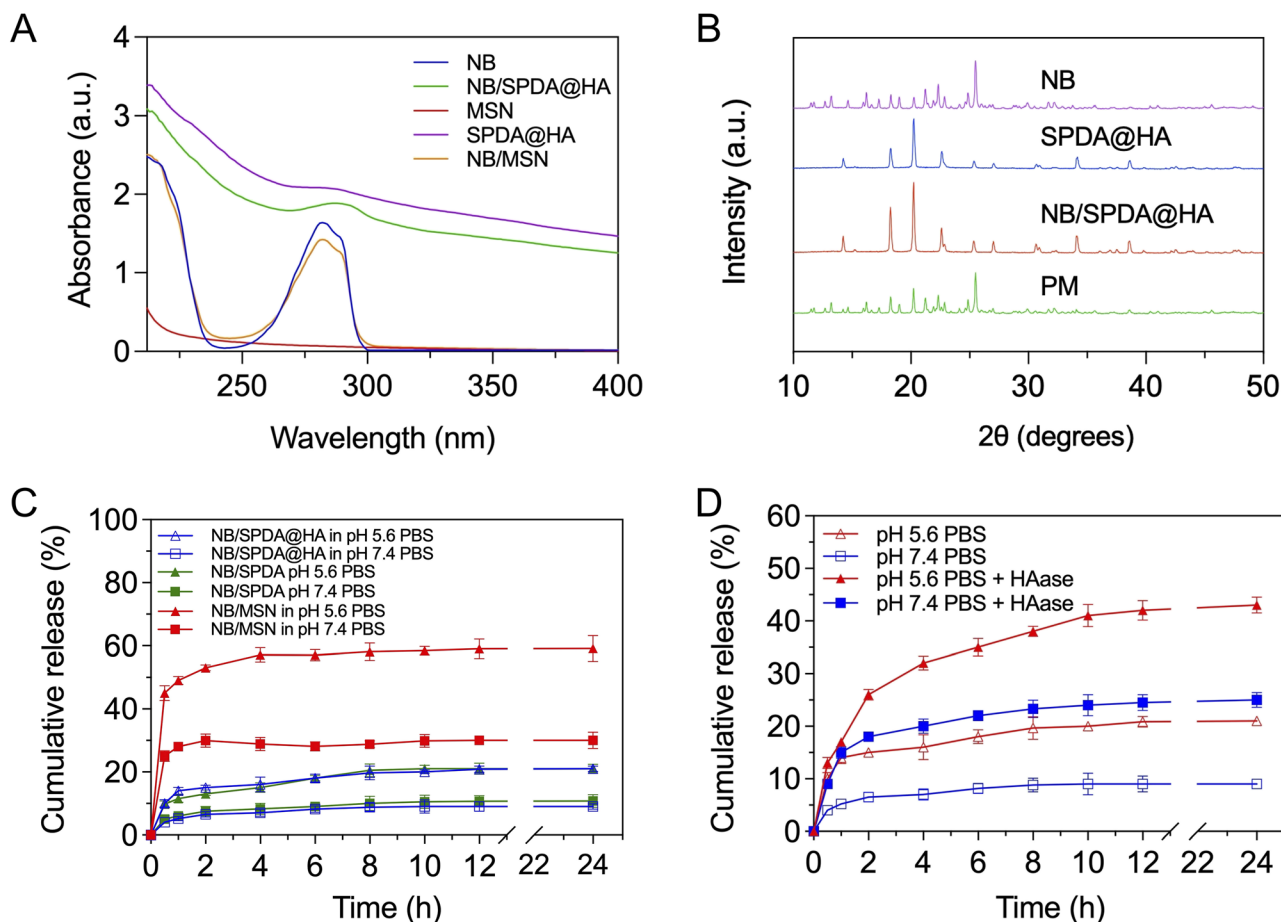 A
4
3
2
1
0
Absorbance (a.u.)
NB
NB/SPDA@HA
MSN
SPDA@HA
NB/MSN
250 300 350 400
Wavelength (nm)
B
Intensity (a.u.)
NB
SPDA@HA
NB/SPDA@HA
PM
10 20 30 40 50
2θ (degrees)
C
100
80
60
40
20
0
Cumulative release (%)
NB/SPDA@HA in pH 5.6 PBS
NB/SPDA@HA in pH 7.4 PBS
NB/SPDA pH 5.6 PBS
NB/SPDA pH 7.4 PBS
NB/MSN in pH 5.6 PBS
NB/MSN in pH 7.4 PBS
0 2 4 6 8 10 12 22 24
Time (h)
D
60
50
40
30
20
10
0
Cumulative release (%)
pH 5.6 PBS
pH 7.4 PBS
pH 5.6 PBS + HAase
pH 7.4 PBS + HAase
0 2 4 6 8 10 12 22 24
Time (h)